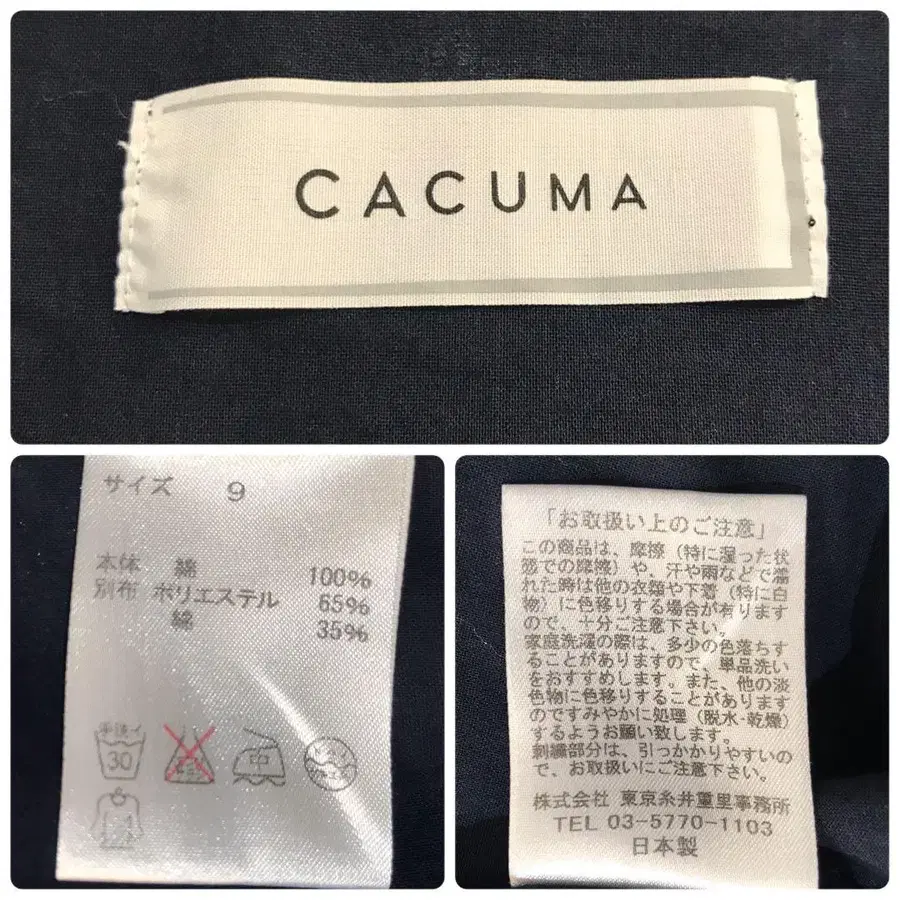 CACUMA
サイズ 9
本体 綿 100%
別布 ポリエステル 65%
綿 35%
手洗イ
30
中
「お取扱い上のご注意」
この商品は、摩擦（特に湿った状
態での摩擦）や、汗や雨などで濡
れた時は他の衣類や下着（特に白
物）に色移りする場合が有ります
ので、十分ご注意下さい。
家庭洗濯の際は、多少の色落ちす
ることがありますので、単品洗い
をおすすめします。また、他の淡
色物に色移りすることがあります
のですみやかに処理（脱水・乾燥）
するようお願い致します。
刺繍部分は、引っかかりやすいの
で、お取扱いにご注意下さい。
株式会社 東京糸井重里事務所
TEL 03-5770-1103
日本製